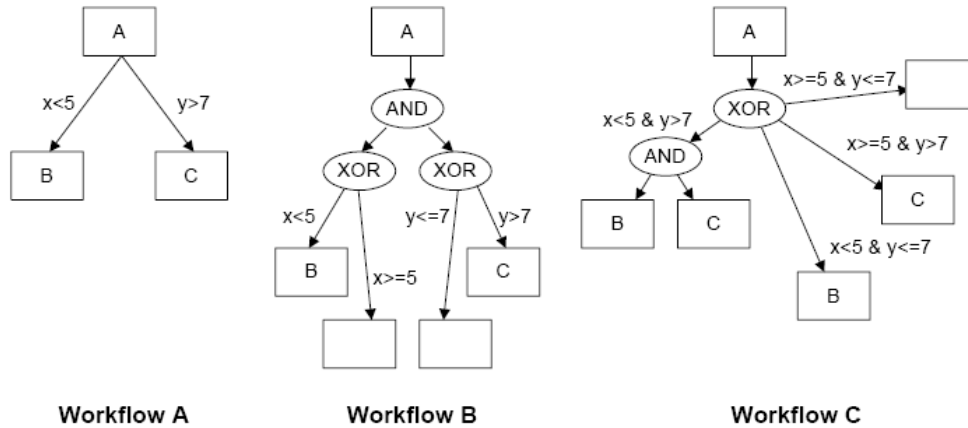 A
x<5
y>7
B
C
Workflow A
A
AND
XOR
XOR
x<5
y<=7
y>7
B
x>=5
C
Workflow B
A
XOR
x>=5 & y<=7
x<5 & y>7
AND
x>=5 & y>7
B
C
C
x<5 & y<=7
B
Workflow C